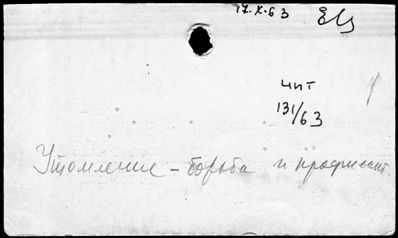 17.X.63
чит
131/63
Утомление – борьба и профилакт